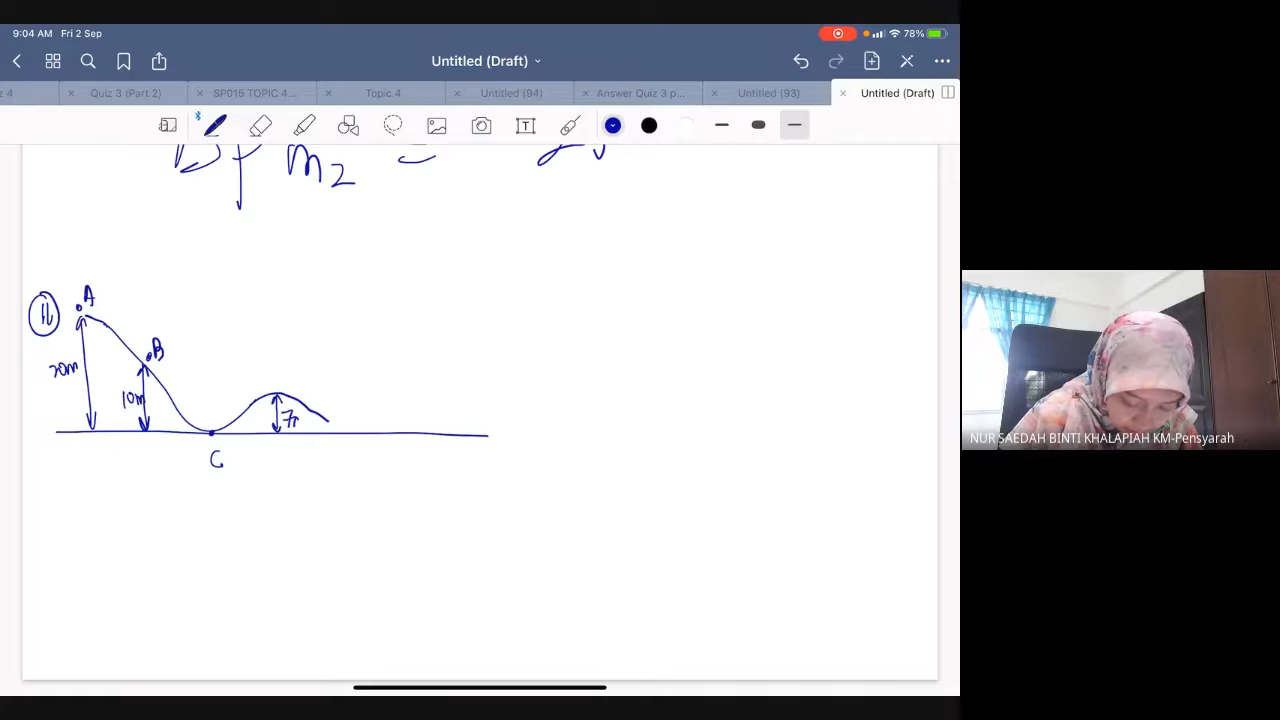 9:04 AM Fri 2 Sep
78%
Untitled (Draft)
z 4
Quiz 3 (Part 2)
SP015 TOPIC 4...
Topic 4
Untitled (94)
Answer Quiz 3 p...
Untitled (93)
Untitled (Draft)
T
m2
11
A
B
20m
10m
C
NUR SAEDAH BINTI KHALAPIAH KM-Pensyarah